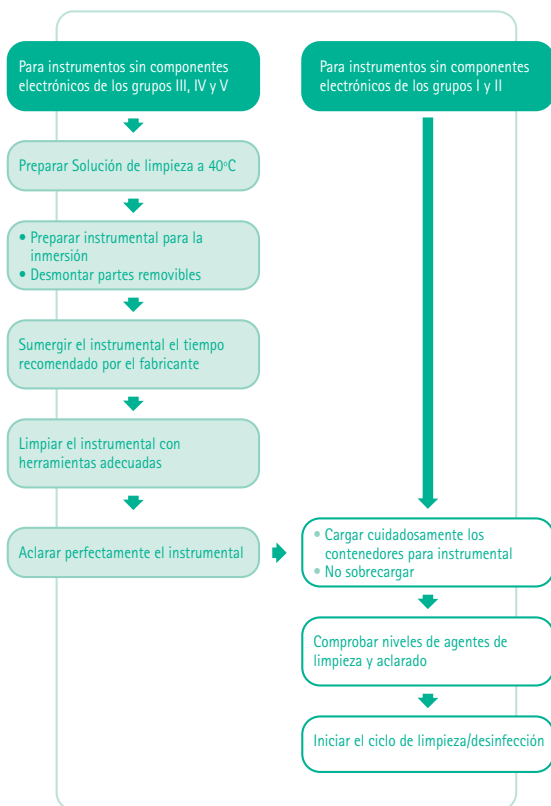 Para instrumentos sin componentes
electrónicos de los grupos III, IV y V
Preparar Solución de limpieza a 40ºC
• Preparar instrumental para la
inmersión
• Desmontar partes removibles
Sumergir el instrumental el tiempo
recomendado por el fabricante
Limpiar el instrumental con
herramientas adecuadas
Aclarar perfectamente el instrumental
Para instrumentos sin componentes
electrónicos de los grupos I y II
• Cargar cuidadosamente los
contenedores para instrumental
• No sobrecargar
Comprobar niveles de agentes de
limpieza y aclarado
Iniciar el ciclo de limpieza/desinfección